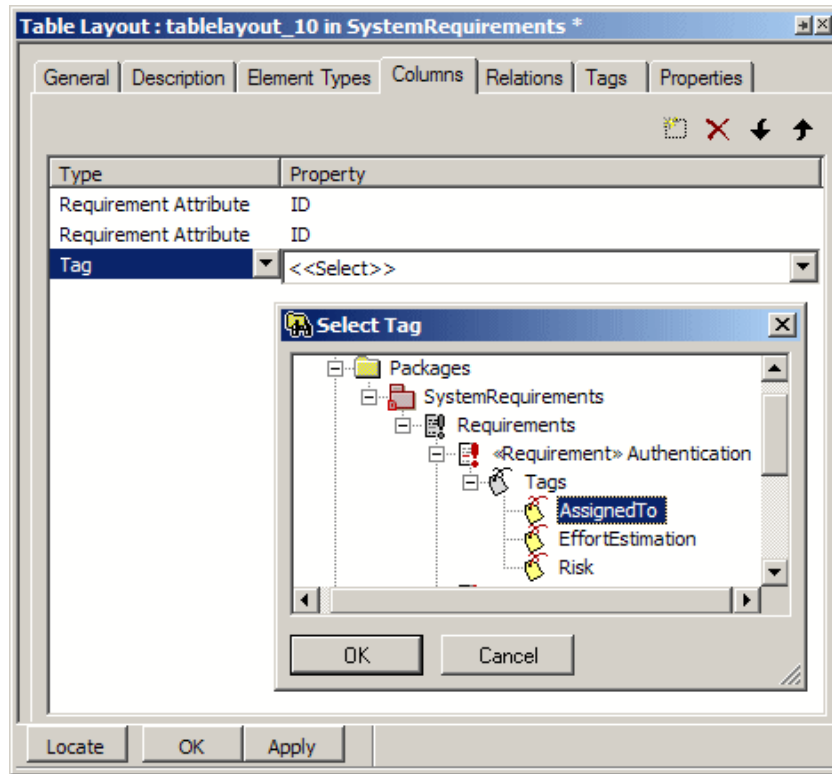 Table Layout : tablelayout_10 in SystemRequirements *
General Description Element Types Columns Relations Tags Properties
Type Property
Requirement Attribute ID
Requirement Attribute ID
Tag <<Select>>
Select Tag
Packages
SystemRequirements
Requirements
«Requirement» Authentication
Tags
AssignedTo
EffortEstimation
Risk
OK Cancel
Locate OK Apply